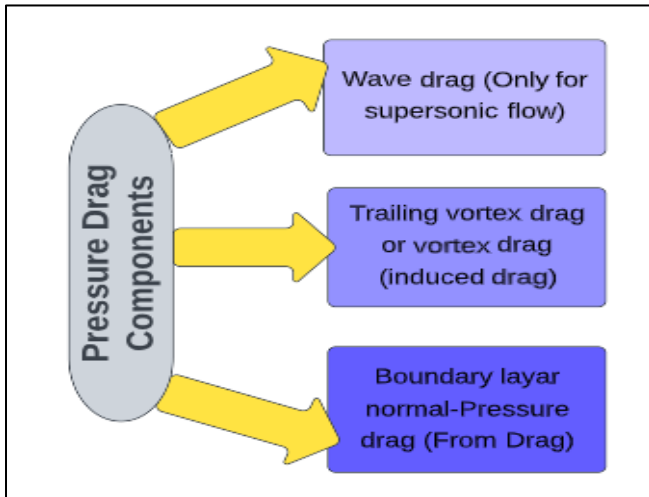 Pressure Drag
Components
Wave drag (Only for
supersonic flow)
Trailing vortex drag
or vortex drag
(induced drag)
Boundary layar
normal-Pressure
drag (From Drag)